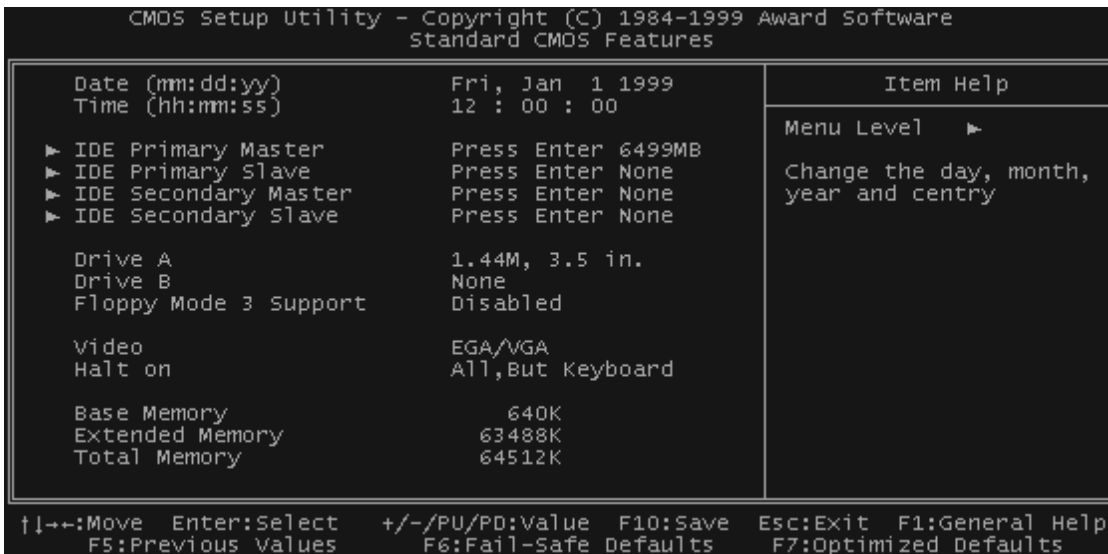 CMOS Setup Utility – Copyright (C) 1984–1999 Award Software
Standard CMOS Features
Date (mm:dd:yy) Fri, Jan 1 1999
Time (hh:mm:ss) 12 : 00 : 00
► IDE Primary Master Press Enter 6499MB
► IDE Primary Slave Press Enter None
► IDE Secondary Master Press Enter None
► IDE Secondary Slave Press Enter None
Drive A 1.44M, 3.5 in.
Drive B None
Floppy Mode 3 Support Disabled
Video EGA/VGA
Halt on All,But Keyboard
Base Memory 640K
Extended Memory 63488K
Total Memory 64512K
Item Help
Menu Level ►
Change the day, month,
year and centry
↑↓→←:Move Enter:Select +/-/PU/PD:Value F10:Save Esc:Exit F1:General Help
F5:Previous Values F6:Fail-Safe Defaults F7:Optimized Defaults